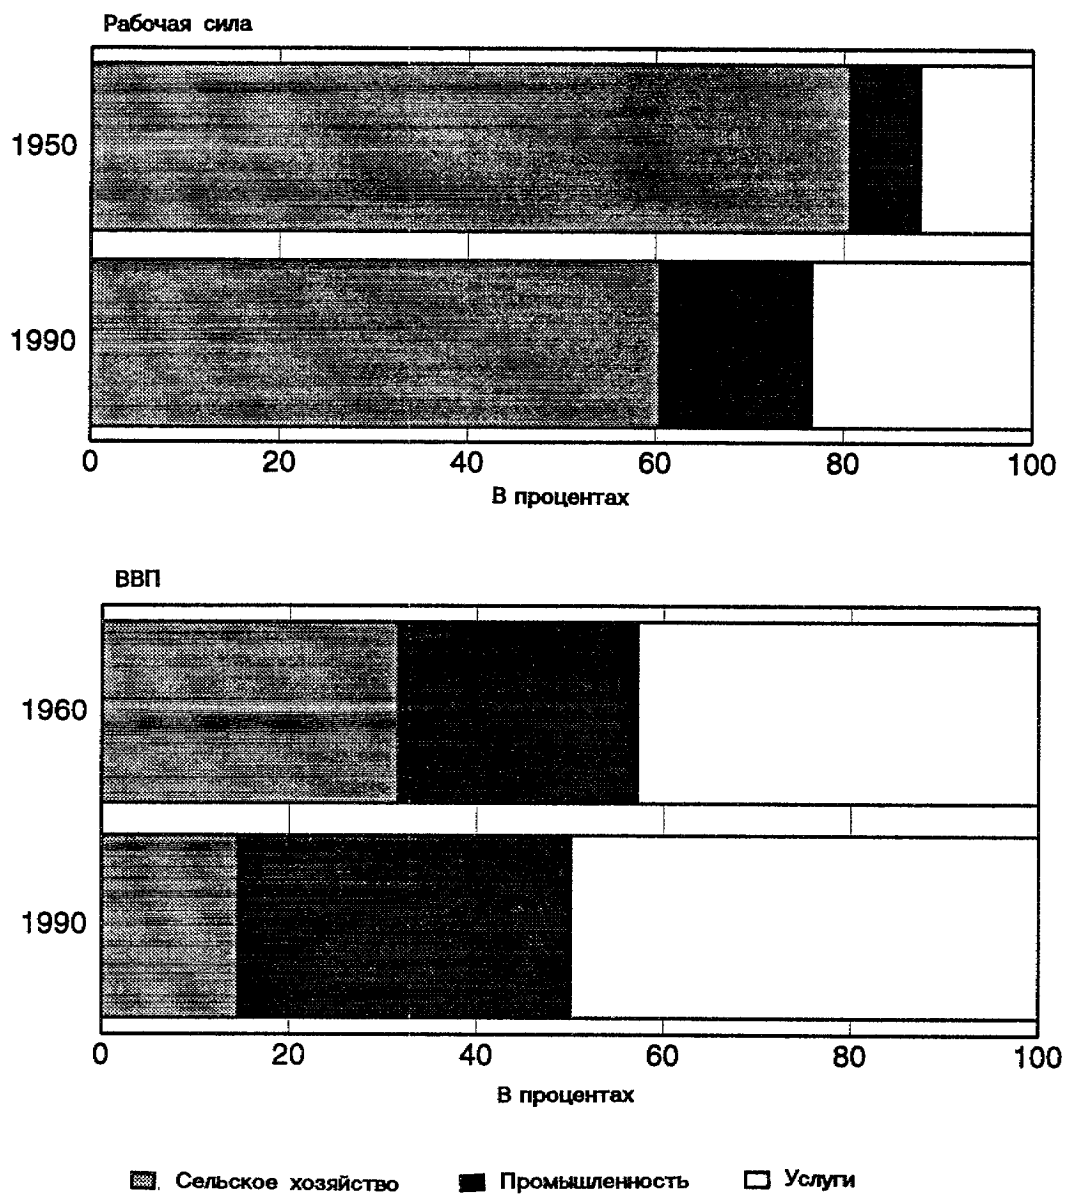 Рабочая сила
1950
1990
0 20 40 60 80 100
В процентах
ВВП
1960
1990
0 20 40 60 80 100
В процентах
Сельское хозяйство Промышленность Услуги